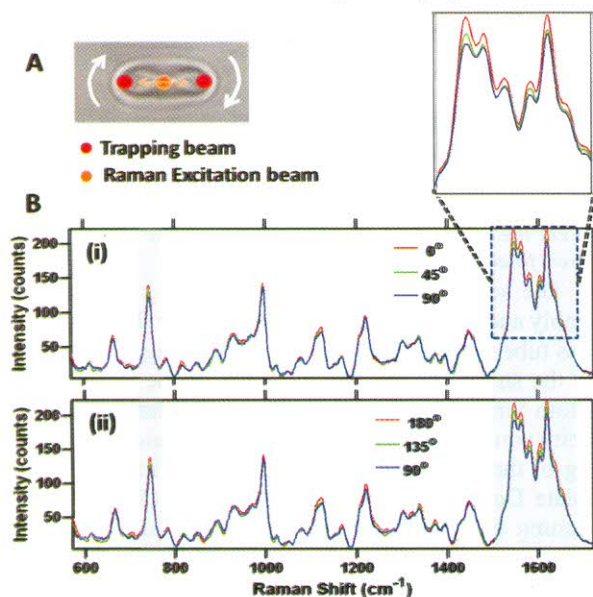 A
Trapping beam
Raman Excitation beam
B
(i)
Intensity (counts)
200
150
100
50
0°
45°
90°
(ii)
Intensity (counts)
200
150
100
50
180°
135°
90°
600 800 1000 1200 1400 1600
Raman Shift (cm⁻¹)